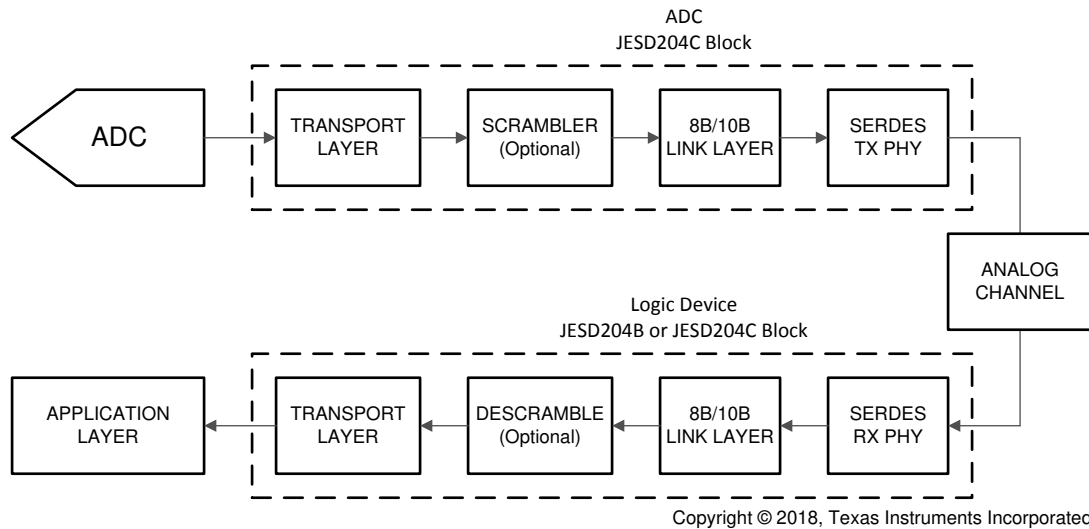 ADC
JESD204C Block
ADC
TRANSPORT
LAYER
SCRAMBLER
(Optional)
8B/10B
LINK LAYER
SERDES
TX PHY
ANALOG
CHANNEL
Logic Device
JESD204B or JESD204C Block
APPLICATION
LAYER
TRANSPORT
LAYER
DESCRAMBLE
(Optional)
8B/10B
LINK LAYER
SERDES
RX PHY
Copyright © 2018, Texas Instruments Incorporated